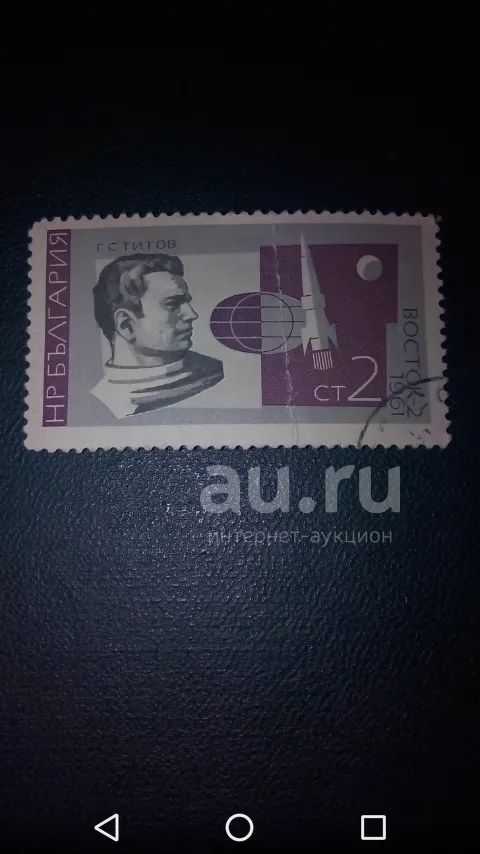 НР БЪЛГАРИЯ
Г. С. ТИТОВ
СТ 2
ВОСТОК-2
1961
au.ru
интернет-аукцион